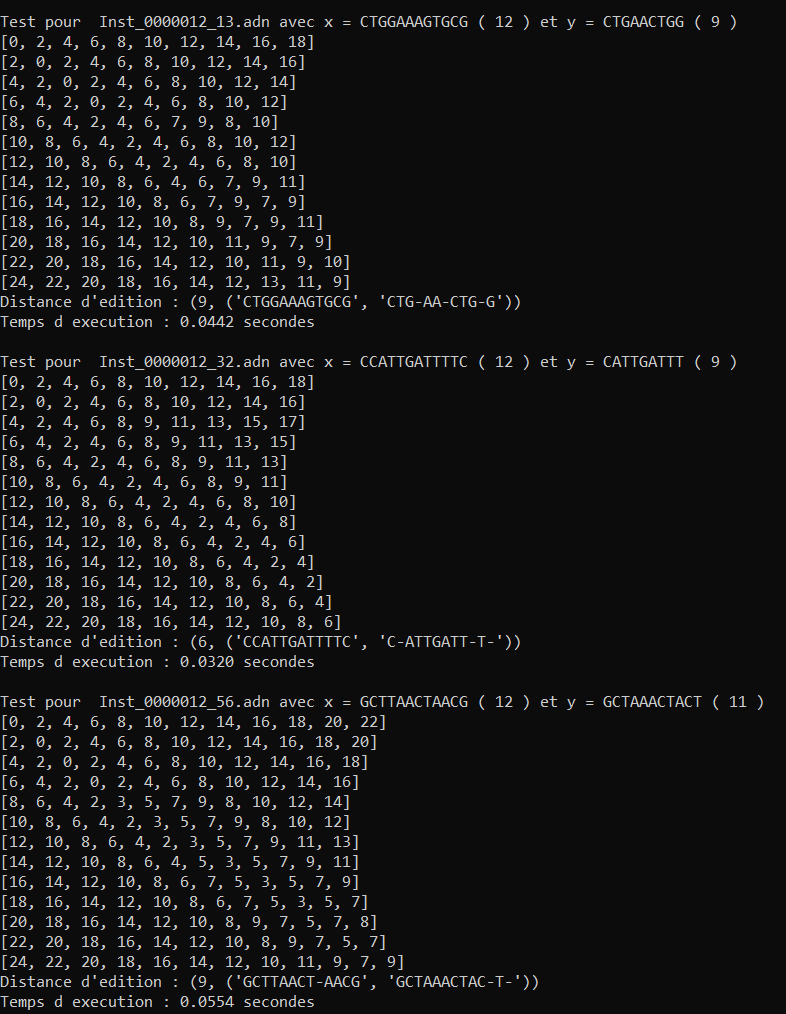 Test pour  Inst_0000012_13.adn avec x = CTGGAAAGTGCG ( 12 ) et y = CTGAACTGG ( 9 )
[0, 2, 4, 6, 8, 10, 12, 14, 16, 18]
[2, 0, 2, 4, 6, 8, 10, 12, 14, 16]
[4, 2, 0, 2, 4, 6, 8, 10, 12, 14]
[6, 4, 2, 0, 2, 4, 6, 8, 10, 12]
[8, 6, 4, 2, 4, 6, 7, 9, 8, 10]
[10, 8, 6, 4, 2, 4, 6, 8, 10, 12]
[12, 10, 8, 6, 4, 2, 4, 6, 8, 10]
[14, 12, 10, 8, 6, 4, 6, 7, 9, 11]
[16, 14, 12, 10, 8, 6, 7, 9, 7, 9]
[18, 16, 14, 12, 10, 8, 9, 7, 9, 11]
[20, 18, 16, 14, 12, 10, 11, 9, 7, 9]
[22, 20, 18, 16, 14, 12, 10, 11, 9, 10]
[24, 22, 20, 18, 16, 14, 12, 13, 11, 9]
Distance d'edition : (9, ('CTGGAAAGTGCG', 'CTG-AA-CTG-G'))
Temps d execution : 0.0442 secondes
Test pour  Inst_0000012_32.adn avec x = CCATTGATTTTC ( 12 ) et y = CATTGATTT ( 9 )
[0, 2, 4, 6, 8, 10, 12, 14, 16, 18]
[2, 0, 2, 4, 6, 8, 10, 12, 14, 16]
[4, 2, 4, 6, 8, 9, 11, 13, 15, 17]
[6, 4, 2, 4, 6, 8, 9, 11, 13, 15]
[8, 6, 4, 2, 4, 6, 8, 9, 11, 13]
[10, 8, 6, 4, 2, 4, 6, 8, 9, 11]
[12, 10, 8, 6, 4, 2, 4, 6, 8, 10]
[14, 12, 10, 8, 6, 4, 2, 4, 6, 8]
[16, 14, 12, 10, 8, 6, 4, 2, 4, 6]
[18, 16, 14, 12, 10, 8, 6, 4, 2, 4]
[20, 18, 16, 14, 12, 10, 8, 6, 4, 2]
[22, 20, 18, 16, 14, 12, 10, 8, 6, 4]
[24, 22, 20, 18, 16, 14, 12, 10, 8, 6]
Distance d'edition : (6, ('CCATTGATTTTC', 'C-ATTGATT-T-'))
Temps d execution : 0.0320 secondes
Test pour  Inst_0000012_56.adn avec x = GCTTAACTAACG ( 12 ) et y = GCTAAACTACT ( 11 )
[0, 2, 4, 6, 8, 10, 12, 14, 16, 18, 20, 22]
[2, 0, 2, 4, 6, 8, 10, 12, 14, 16, 18, 20]
[4, 2, 0, 2, 4, 6, 8, 10, 12, 14, 16, 18]
[6, 4, 2, 0, 2, 4, 6, 8, 10, 12, 14, 16]
[8, 6, 4, 2, 3, 5, 7, 9, 8, 10, 12, 14]
[10, 8, 6, 4, 2, 3, 5, 7, 9, 8, 10, 12]
[12, 10, 8, 6, 4, 2, 3, 5, 7, 9, 11, 13]
[14, 12, 10, 8, 6, 4, 5, 3, 5, 7, 9, 11]
[16, 14, 12, 10, 8, 6, 7, 5, 3, 5, 7, 9]
[18, 16, 14, 12, 10, 8, 6, 7, 5, 3, 5, 7]
[20, 18, 16, 14, 12, 10, 8, 9, 7, 5, 7, 8]
[22, 20, 18, 16, 14, 12, 10, 8, 9, 7, 5, 7]
[24, 22, 20, 18, 16, 14, 12, 10, 11, 9, 7, 9]
Distance d'edition : (9, ('GCTTAACT-AACG', 'GCTAAACTAC-T-'))
Temps d execution : 0.0554 secondes